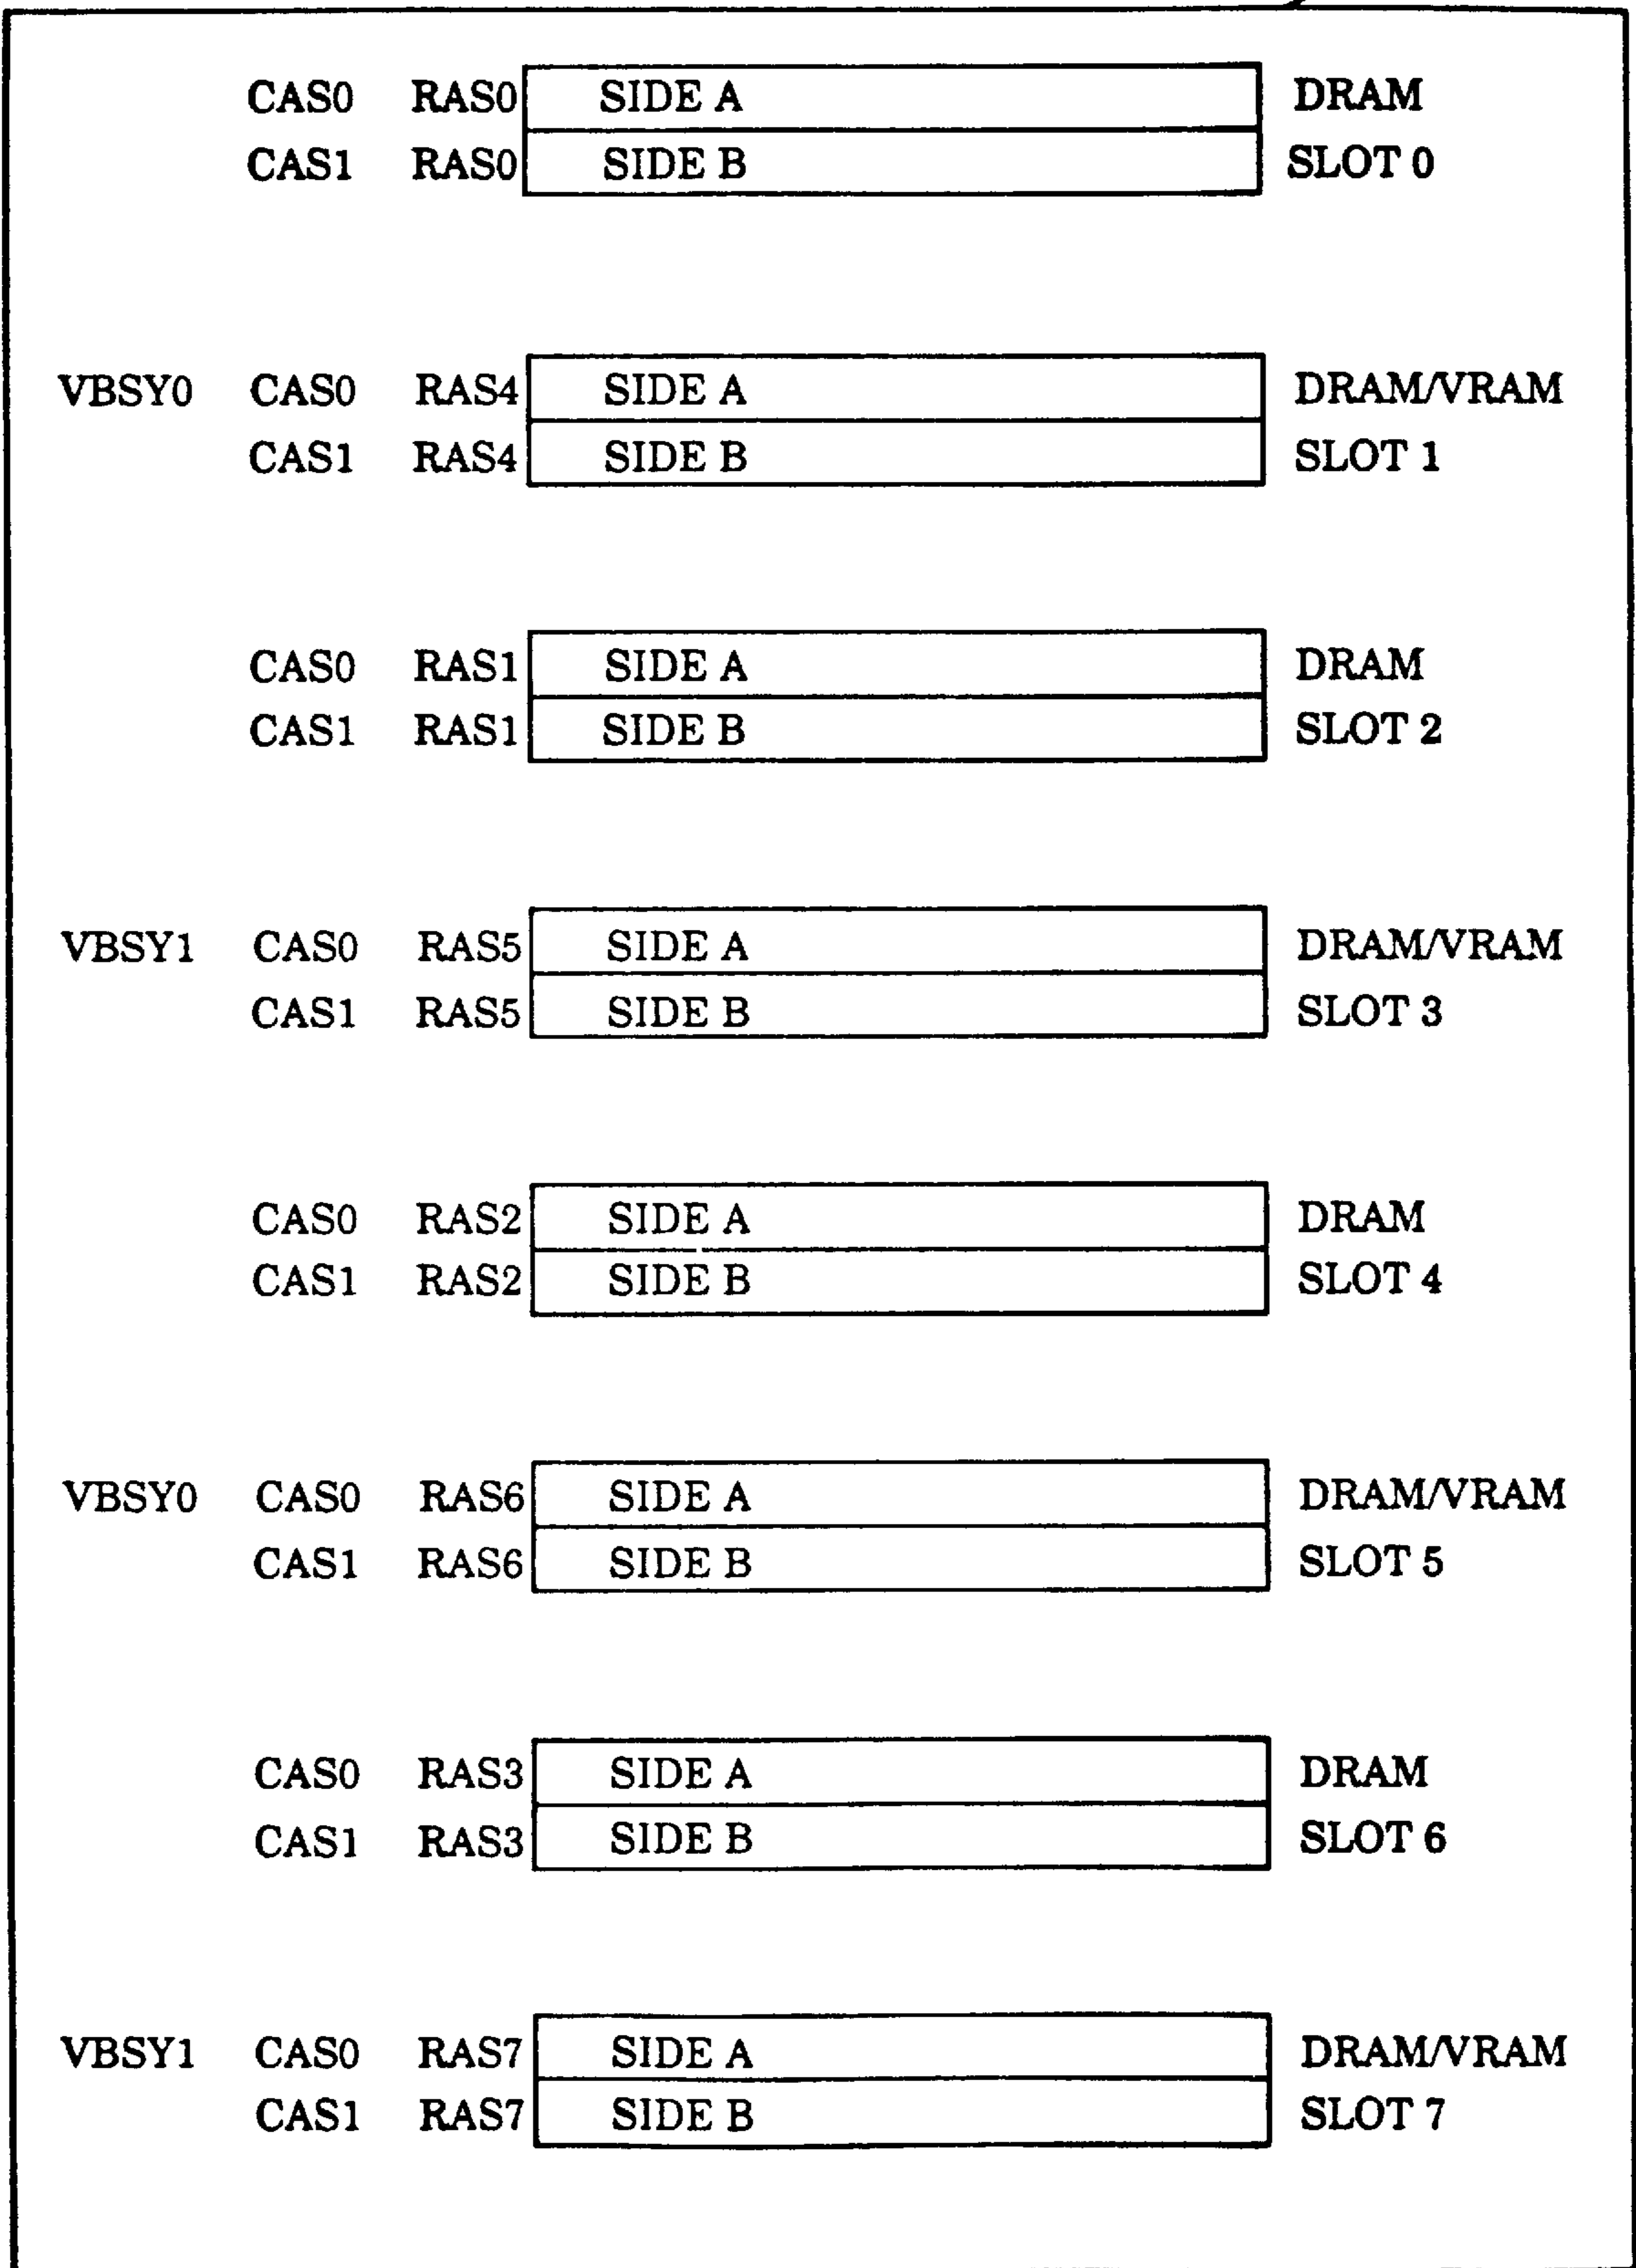 CAS0 RAS0 SIDE A DRAM
CAS1 RAS0 SIDE B SLOT 0
VBSY0 CAS0 RAS4 SIDE A DRAM/VRAM
CAS1 RAS4 SIDE B SLOT 1
CAS0 RAS1 SIDE A DRAM
CAS1 RAS1 SIDE B SLOT 2
VBSY1 CAS0 RAS5 SIDE A DRAM/VRAM
CAS1 RAS5 SIDE B SLOT 3
CAS0 RAS2 SIDE A DRAM
CAS1 RAS2 SIDE B SLOT 4
VBSY0 CAS0 RAS6 SIDE A DRAM/VRAM
CAS1 RAS6 SIDE B SLOT 5
CAS0 RAS3 SIDE A DRAM
CAS1 RAS3 SIDE B SLOT 6
VBSY1 CAS0 RAS7 SIDE A DRAM/VRAM
CAS1 RAS7 SIDE B SLOT 7